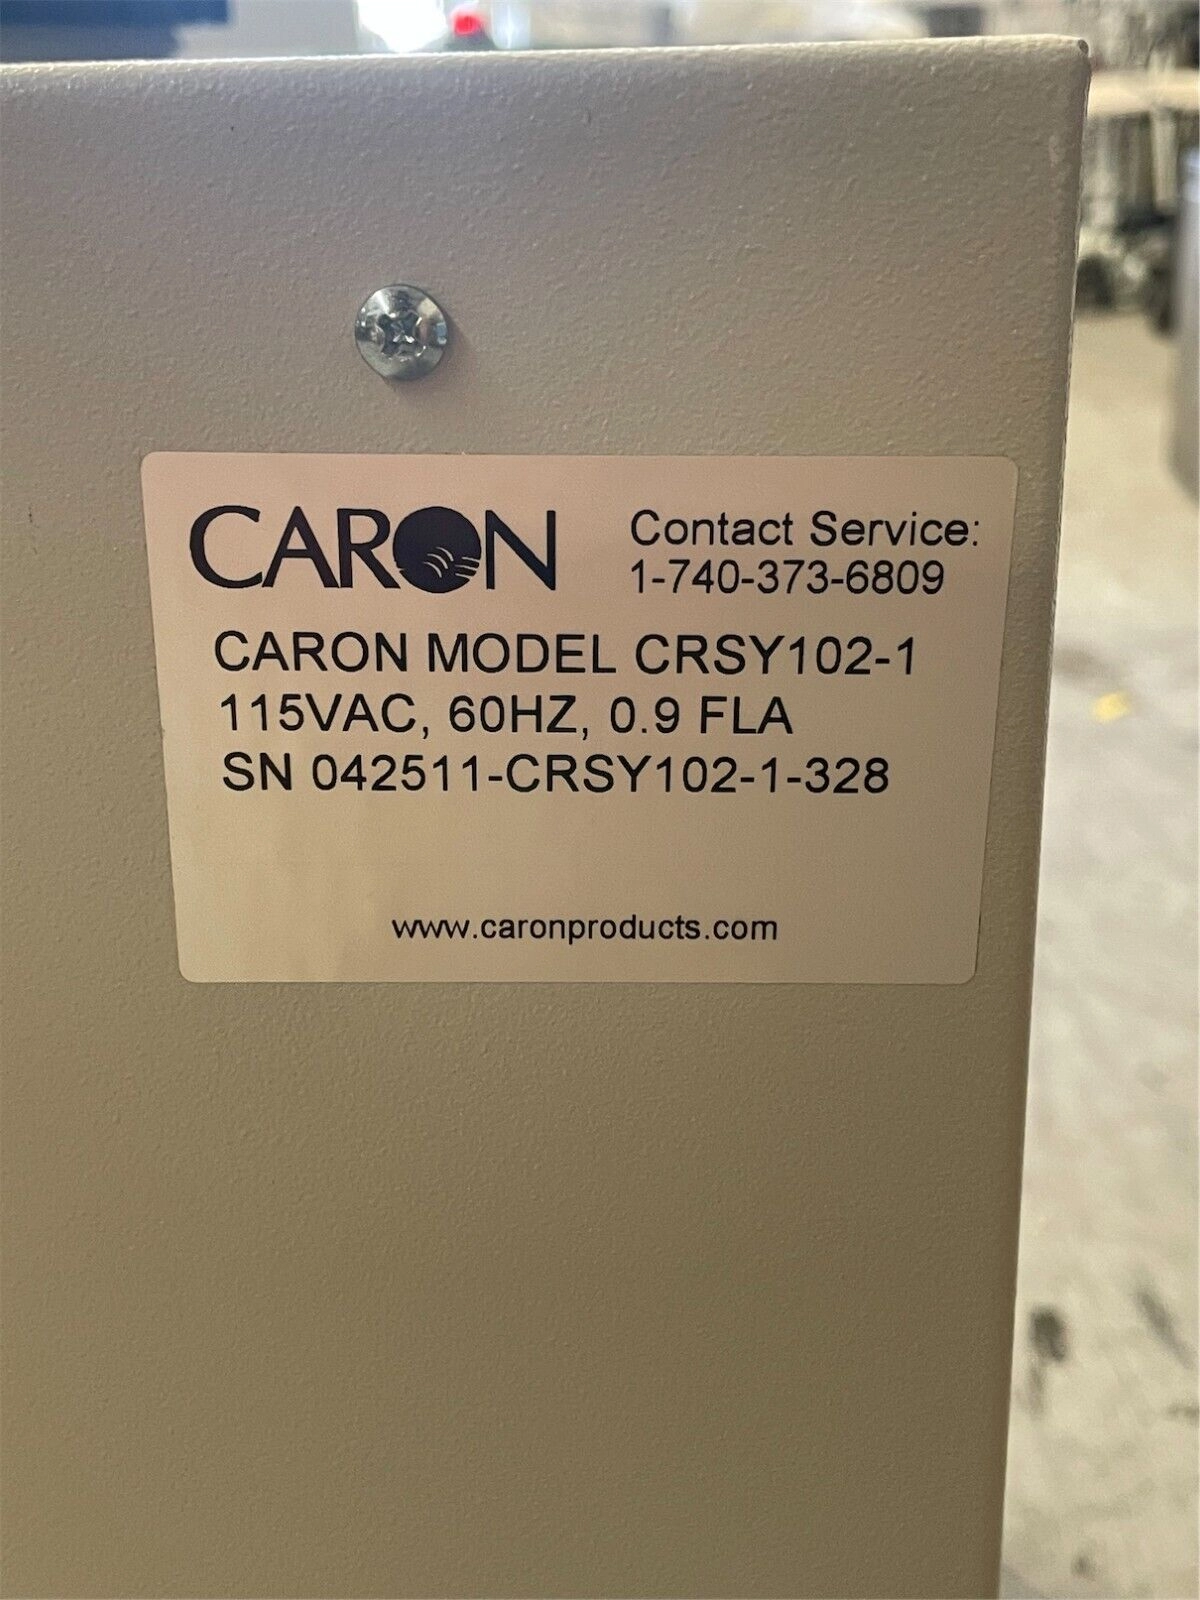 CARON
Contact Service:
1-740-373-6809
CARON MODEL CRSY102-1
115VAC, 60HZ, 0.9 FLA
SN 042511-CRSY102-1-328
www.caronproducts.com